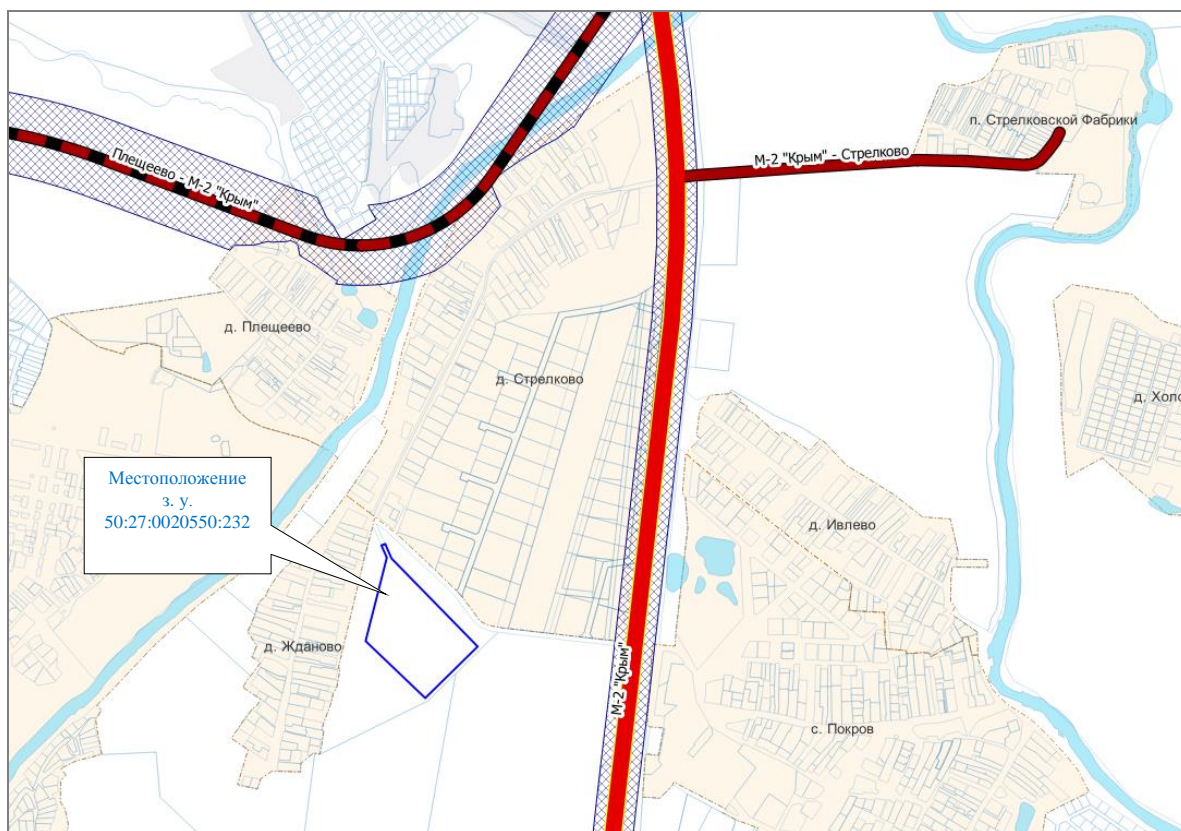 п. Стрелковской Фабрики
М-2 "Крым" - Стрелково
Плещеево - М-2 "Крым"
д. Плещеево
д. Стрелково
д. Холо
Местоположение
з. у.
50:27:0020550:232
д. Ивлево
д. Жданово
М-2 "Крым"
с. Покров